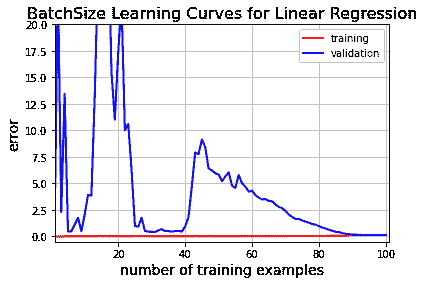 BatchSize Learning Curves for Linear Regression
training
validation
error
20.0
17.5
15.0
12.5
10.0
7.5
5.0
2.5
0.0
20
40
60
80
100
number of training examples